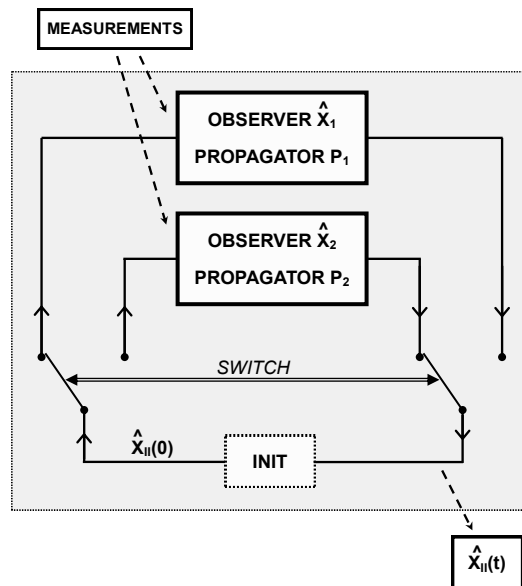 MEASUREMENTS
OBSERVER X̂₁
PROPAGATOR P₁
OBSERVER X̂₂
PROPAGATOR P₂
SWITCH
X̂ᵢᵢ(0)
INIT
X̂ᵢᵢ(t)